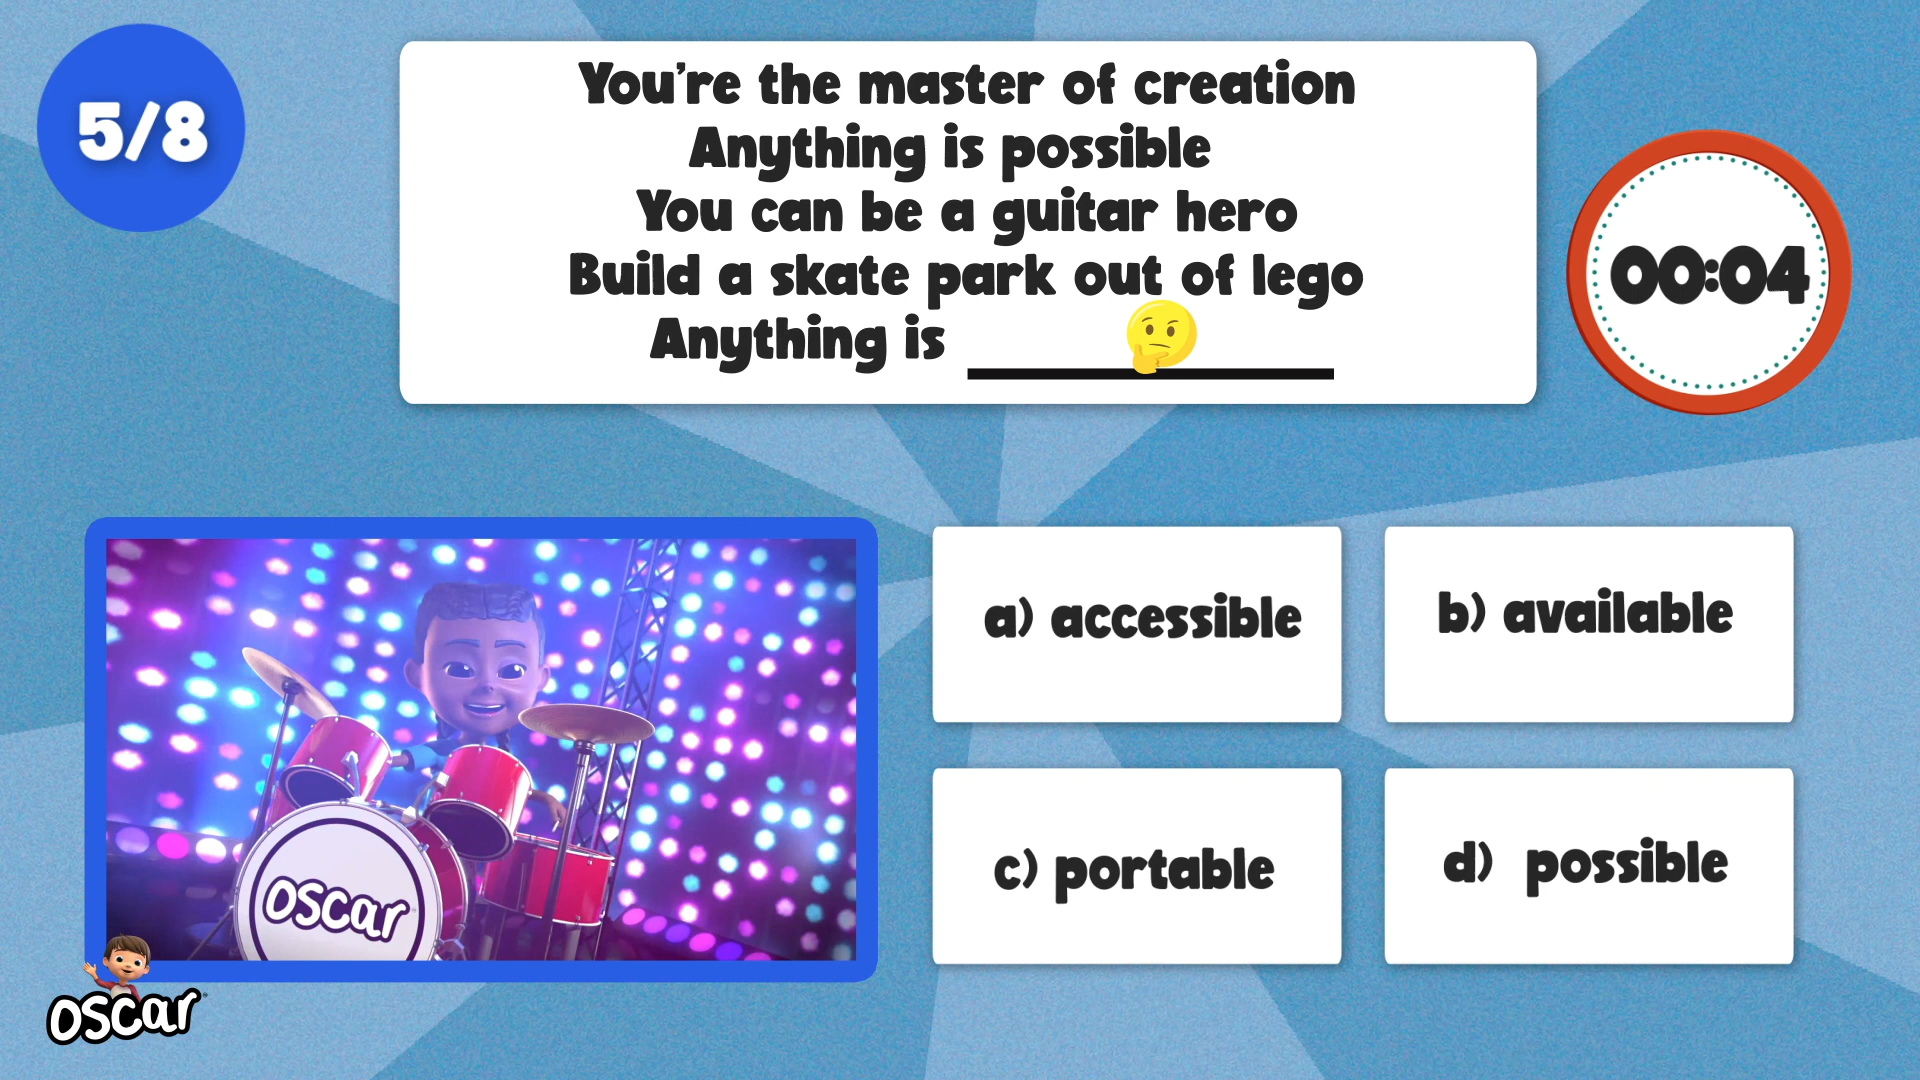 5/8
You're the master of creation
Anything is possible
You can be a guitar hero
Build a skate park out of lego
Anything is
00:04
a) accessible
b) available
c) portable
d) possible
oscar
oscar